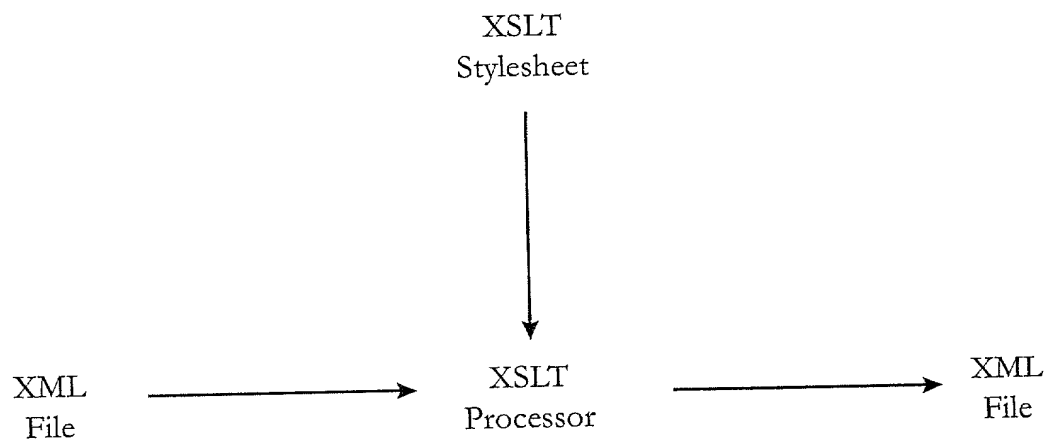 XSLT
Stylesheet
XML
File
XSLT
Processor
XML
File